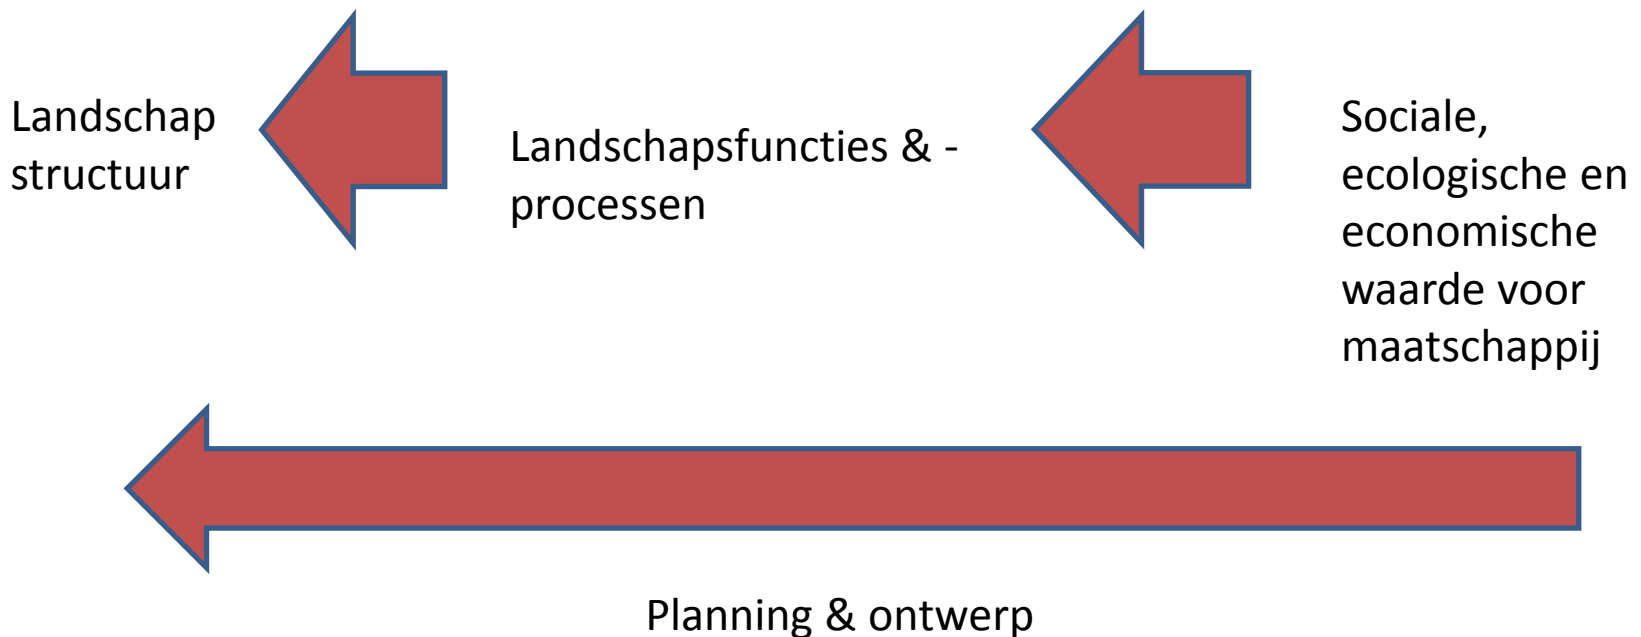 Landschap
structuur
Landschapsfuncties & -
processen
Sociale,
ecologische en
economische
waarde voor
maatschappij
Planning & ontwerp